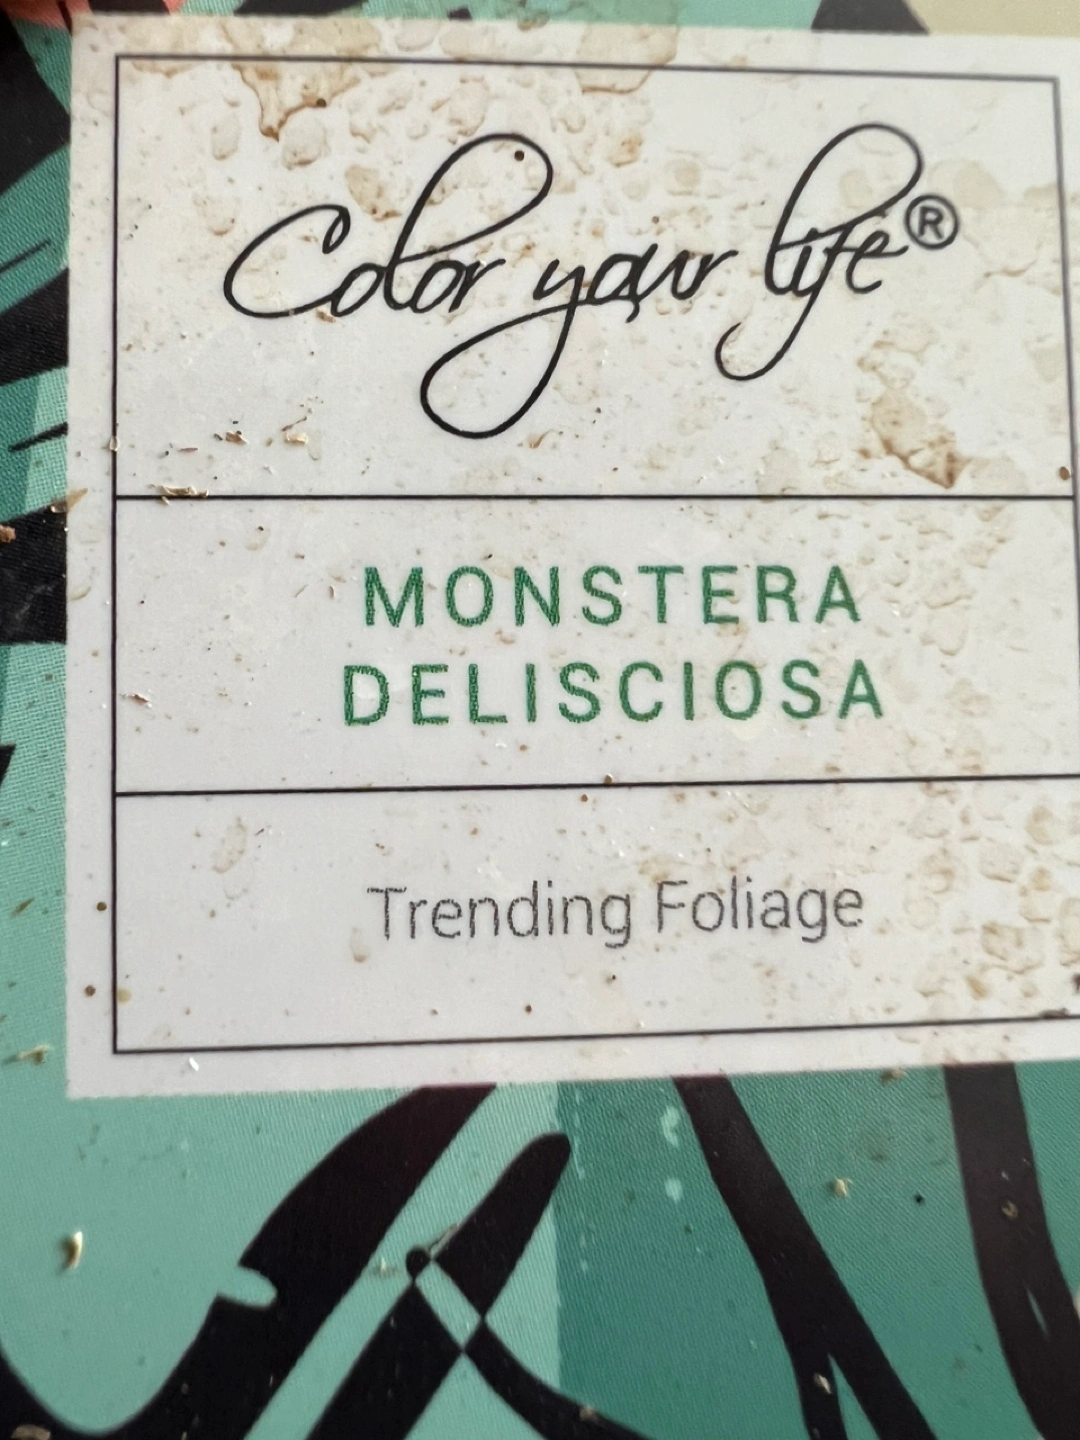 Color your life®
MONSTERA
DELISCIOSA
Trending Foliage